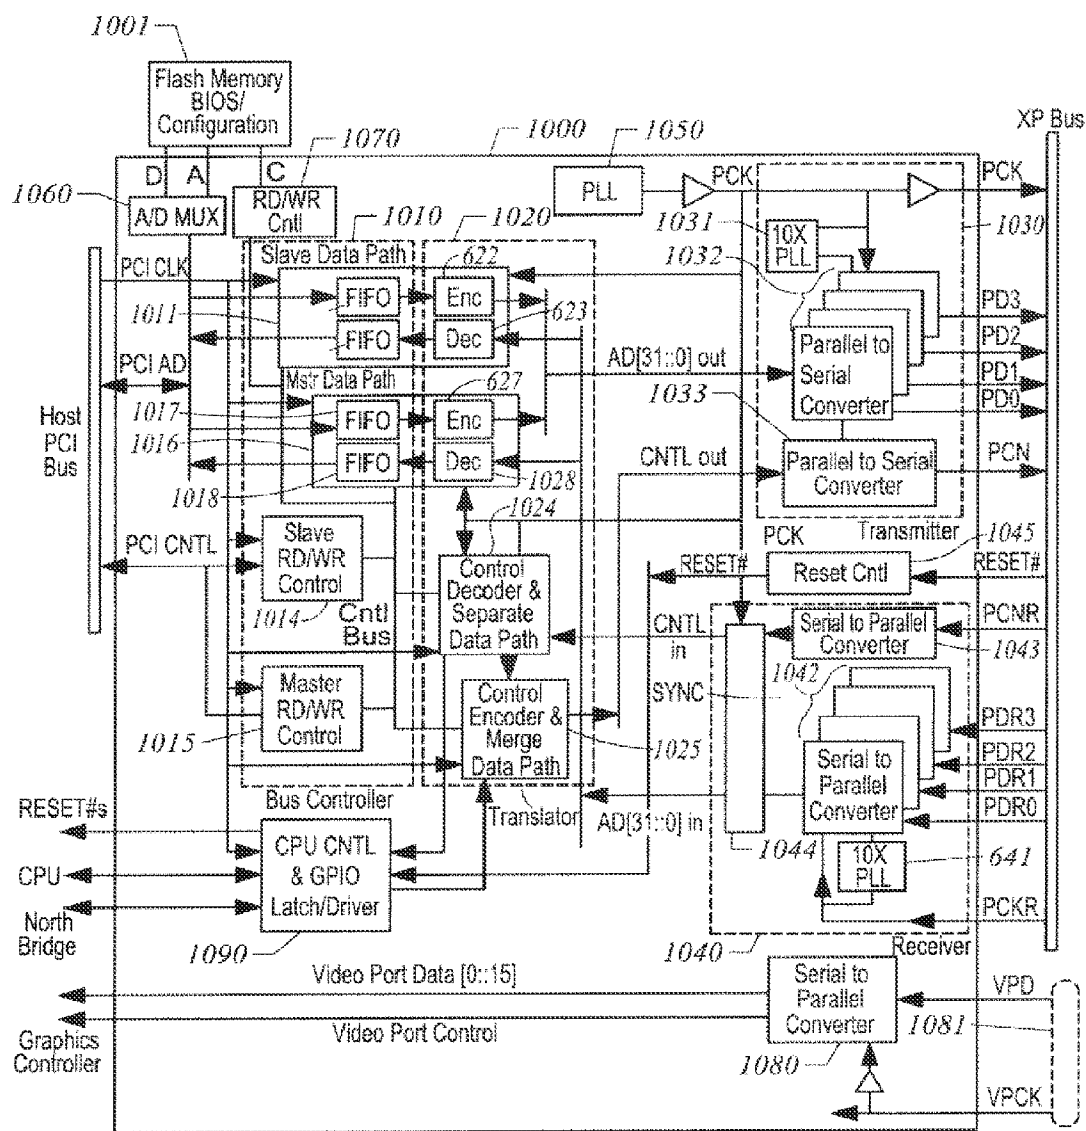 1001
Flash Memory
BIOS/
Configuration
1070
1000
1050
XP Bus
D
A
C
1060
A/D MUX
RD/WR
Cntl
1010
1020
PLL
PCK
PCK
1031
10X
PLL
1030
Slave Data Path
622
1032
PCI CLK
FIFO
Enc
1011
FIFO
Dec
623
PD3
PCI AD
Mstr Data Path
627
AD[31::0] out
Parallel to
Serial
Converter
PD2
PD1
PD0
1033
Host
PCI
Bus
1017
FIFO
Enc
1016
FIFO
Dec
CNTL out
Parallel to Serial
Converter
PCN
1018
1028
1024
PCK
Transmitter
1045
PCI CNTL
Slave
RD/WR
Control
1014
Control
Decoder &
Separate
Data Path
RESET#
Reset Cntl
RESET#
Cntl
Bus
CNTL
in
Serial to Parallel
Converter
PCNR
1043
1042
SYNC
Master
RD/WR
Control
1015
Control
Encoder &
Merge
Data Path
1025
Serial to
Parallel
Converter
PDR3
PDR2
PDR1
PDR0
Bus Controller
Translator
AD[31::0] in
1044
RESET#s
CPU CNTL
& GPIO
Latch/Driver
10X
PLL
641
CPU
North
Bridge
1090
PCKR
1040
Receiver
Video Port Data [0::15]
Serial to
Parallel
Converter
VPD
1081
Graphics
Controller
Video Port Control
1080
VPCK